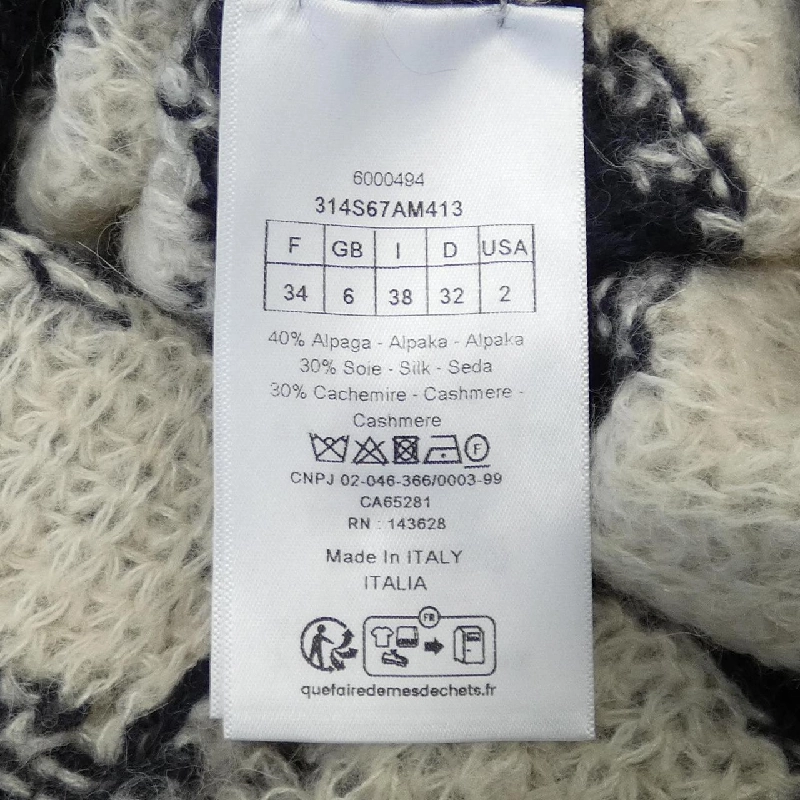 6000494
314S67AM413
F GB I D USA
34 6 38 32 2
40% Alpaga - Alpaka - Alpaka
30% Soie - Silk - Seda
30% Cachemire - Cashmere -
Cashmere
F
CNPJ 02-046-366/0003-99
CA65281
RN : 143628
Made In ITALY
ITALIA
FR
quefairedemesdechets.fr